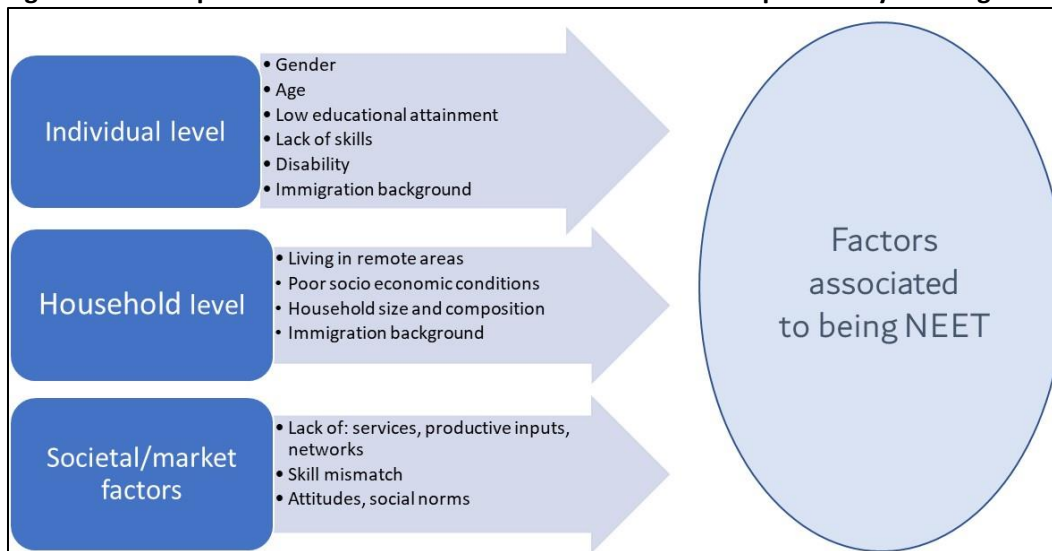 Individual level
• Gender
• Age
• Low educational attainment
• Lack of skills
• Disability
• Immigration background
Household level
• Living in remote areas
• Poor socio economic conditions
• Household size and composition
• Immigration background
Societal/market
factors
• Lack of: services, productive inputs,
networks
• Skill mismatch
• Attitudes, social norms
Factors
associated
to being NEET